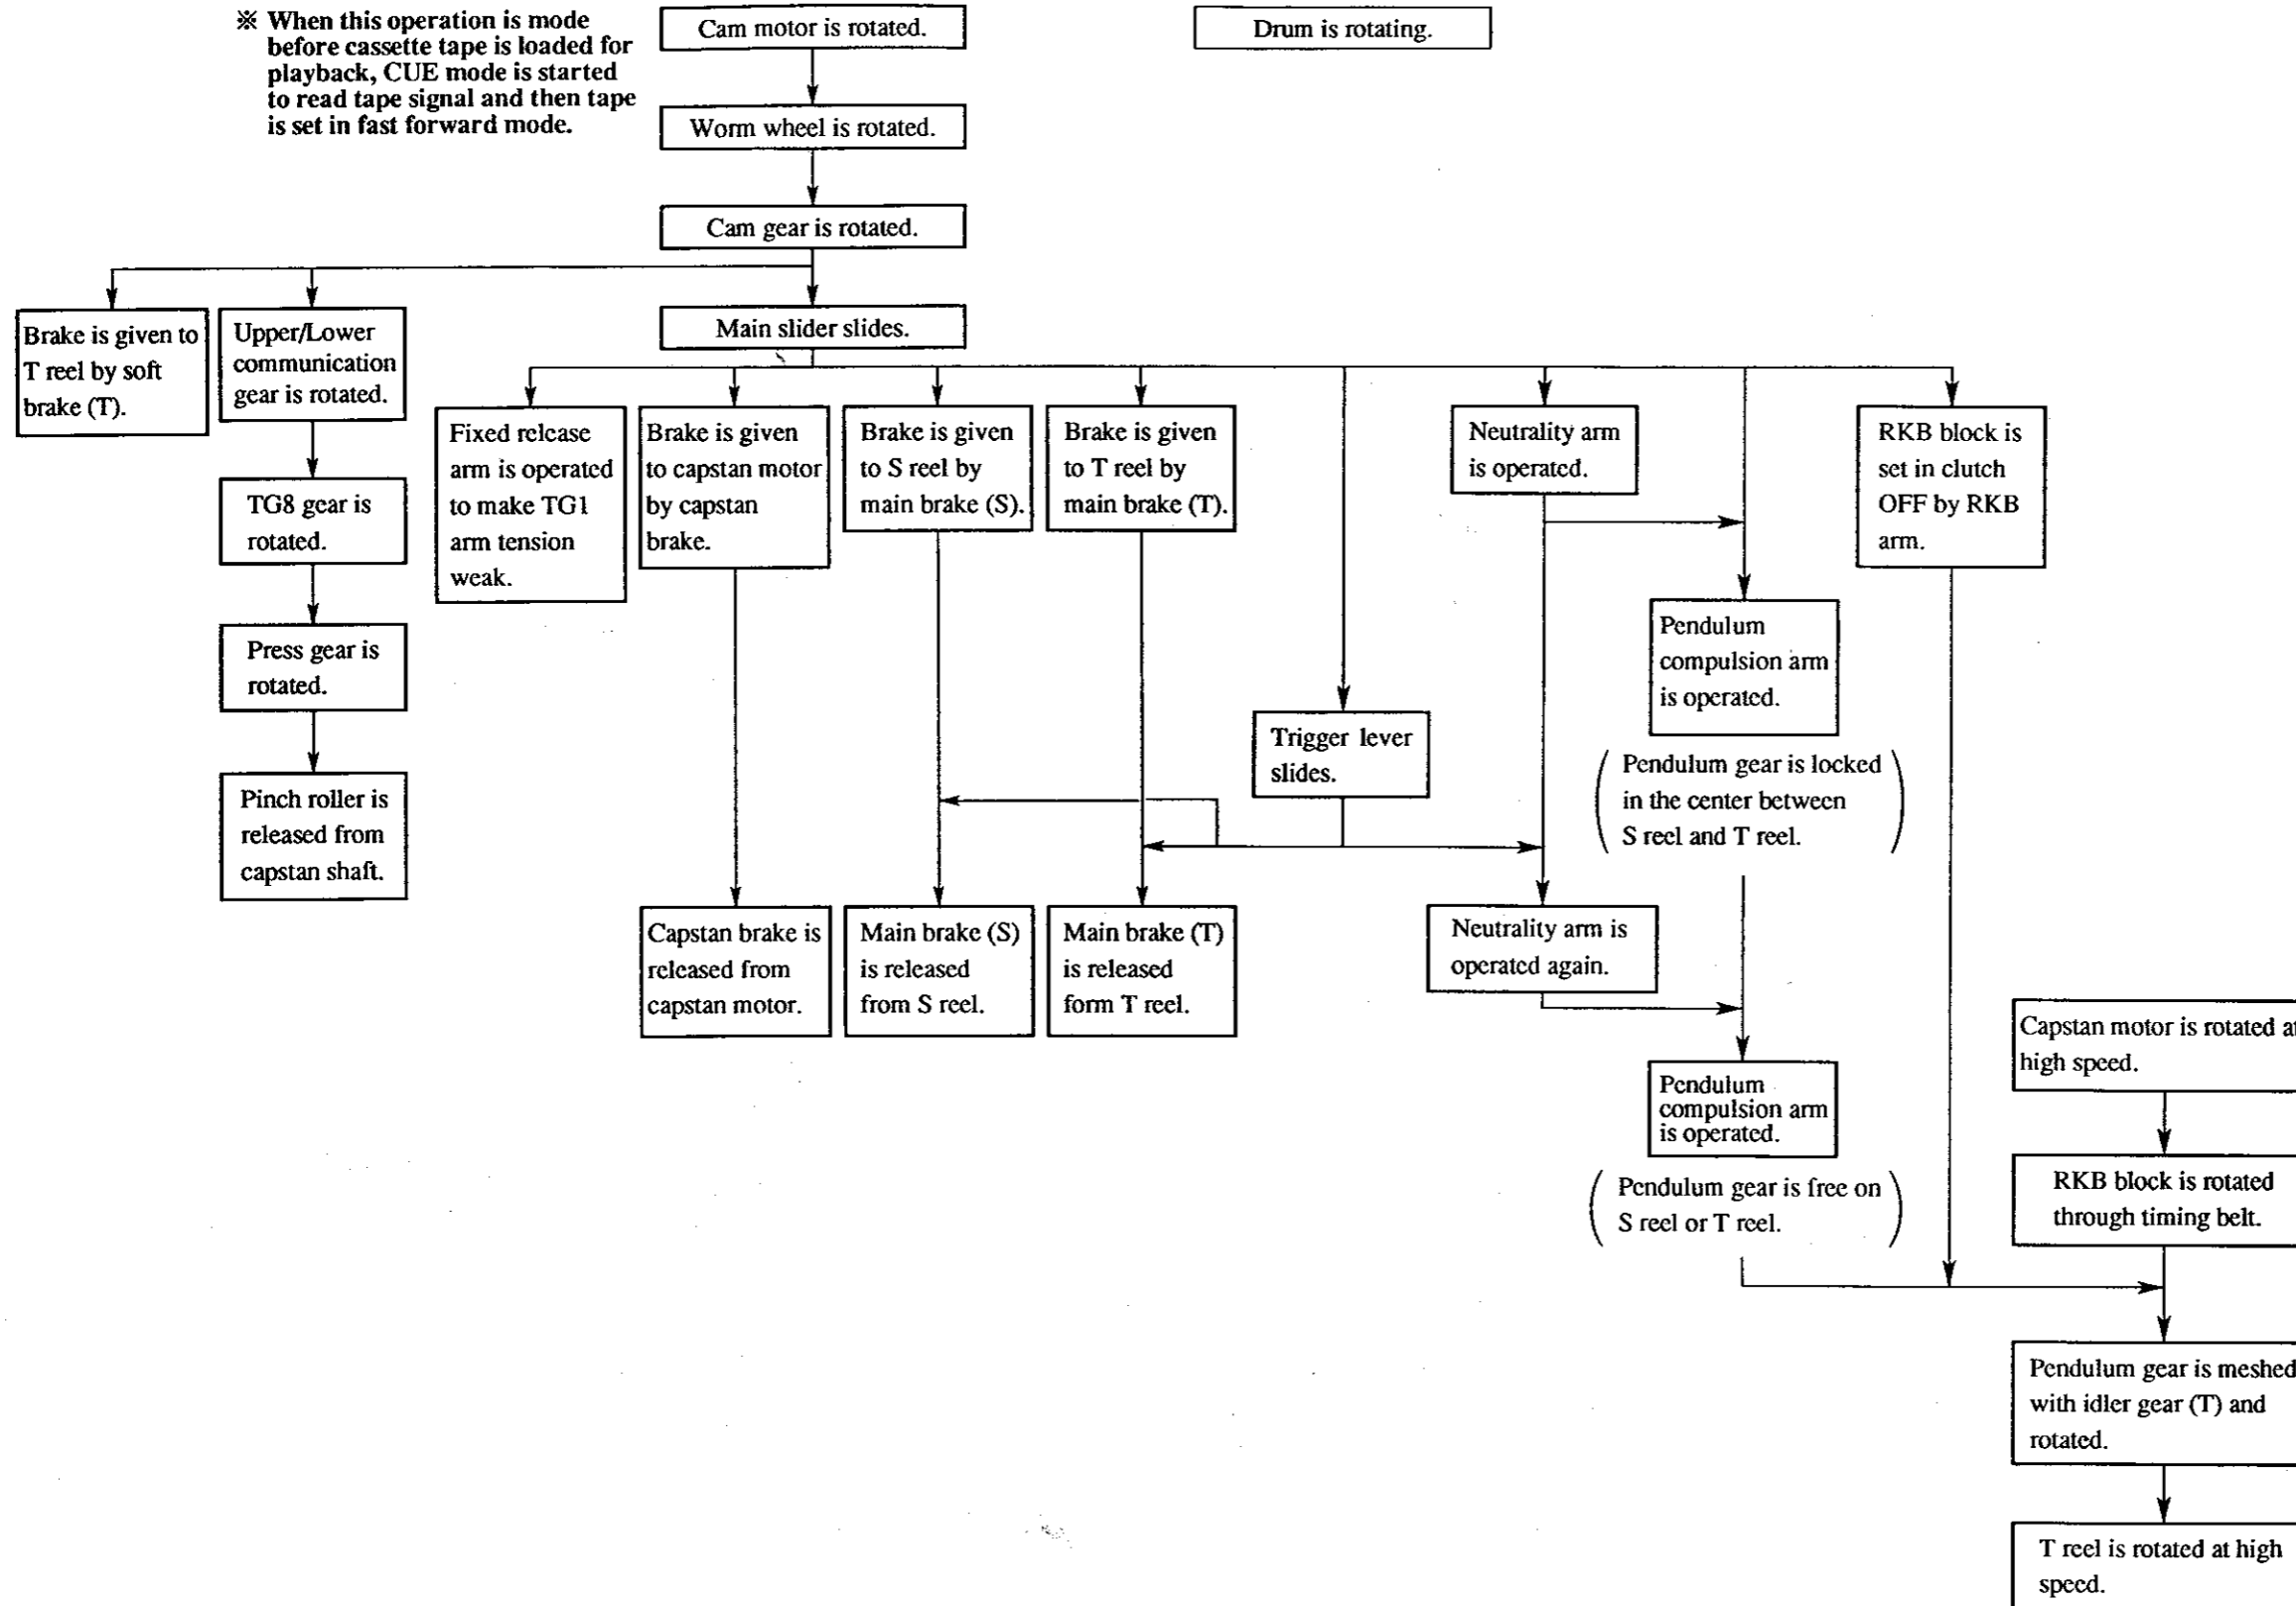 ※ When this operation is mode
before cassette tape is loaded for
playback, CUE mode is started
to read tape signal and then tape
is set in fast forward mode.
Cam motor is rotated.
Drum is rotating.
Worm wheel is rotated.
Cam gear is rotated.
Main slider slides.
Brake is given to
T reel by soft
brake (T).
Upper/Lower
communication
gear is rotated.
TG8 gear is
rotated.
Press gear is
rotated.
Pinch roller is
released from
capstan shaft.
Fixed release
arm is operated
to make TG1
arm tension
weak.
Brake is given
to capstan motor
by capstan
brake.
Brake is given
to S reel by
main brake (S).
Brake is given
to T reel by
main brake (T).
Neutrality arm
is operated.
RKB block is
set in clutch
OFF by RKB
arm.
Pendulum
compulsion arm
is operated.
Trigger lever
slides.
Pendulum gear is locked
in the center between
S reel and T reel.
Capstan brake is
released from
capstan motor.
Main brake (S)
is released
from S reel.
Main brake (T)
is released
form T reel.
Neutrality arm is
operated again.
Pendulum
compulsion arm
is operated.
Pendulum gear is free on
S reel or T reel.
Capstan motor is rotated at
high speed.
RKB block is rotated
through timing belt.
Pendulum gear is meshed
with idler gear (T) and
rotated.
T reel is rotated at high
speed.